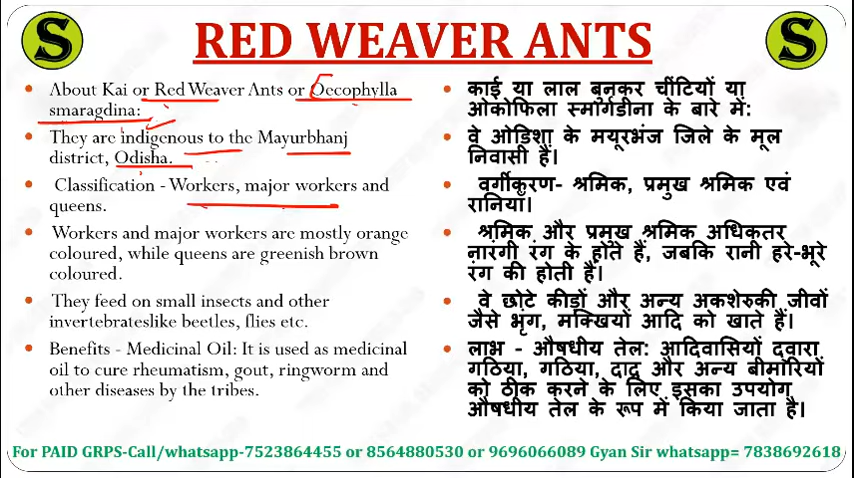 S
RED WEAVER ANTS
S
• About Kai or Red Weaver Ants or Oecophylla
smaragdina:
• They are indigenous to the Mayurbhanj
district, Odisha.
• Classification - Workers, major workers and
queens.
• Workers and major workers are mostly orange
coloured, while queens are greenish brown
coloured.
• They feed on small insects and other
invertebrateslike beetles, flies etc.
• Benefits - Medicinal Oil: It is used as medicinal
oil to cure rheumatism, gout, ringworm and
other diseases by the tribes.
• काई या लाल बुनकर चींटियों या
ओकोफिला स्मार्गडीना के बारे में:
• वे ओडिशा के मयूरभंज जिले के मूल
निवासी हैं।
• वर्गीकरण- श्रमिक, प्रमुख श्रमिक एवं
रानियाँ।
• श्रमिक और प्रमुख श्रमिक अधिकतर
नारंगी रंग के होते हैं, जबकि रानी हरे-भूरे
रंग की होती हैं।
• वे छोटे कीड़ों और अन्य अकशेरुकी जीवों
जैसे भृंग, मक्खियों आदि को खाते हैं।
• लाभ - औषधीय तेल: आदिवासियों द्वारा
गठिया, गठिया, दाद और अन्य बीमारियों
को ठीक करने के लिए इसका उपयोग
औषधीय तेल के रूप में किया जाता है।
For PAID GRPS-Call/whatsapp-7523864455 or 8564880530 or 9696066089 Gyan Sir whatsapp= 7838692618